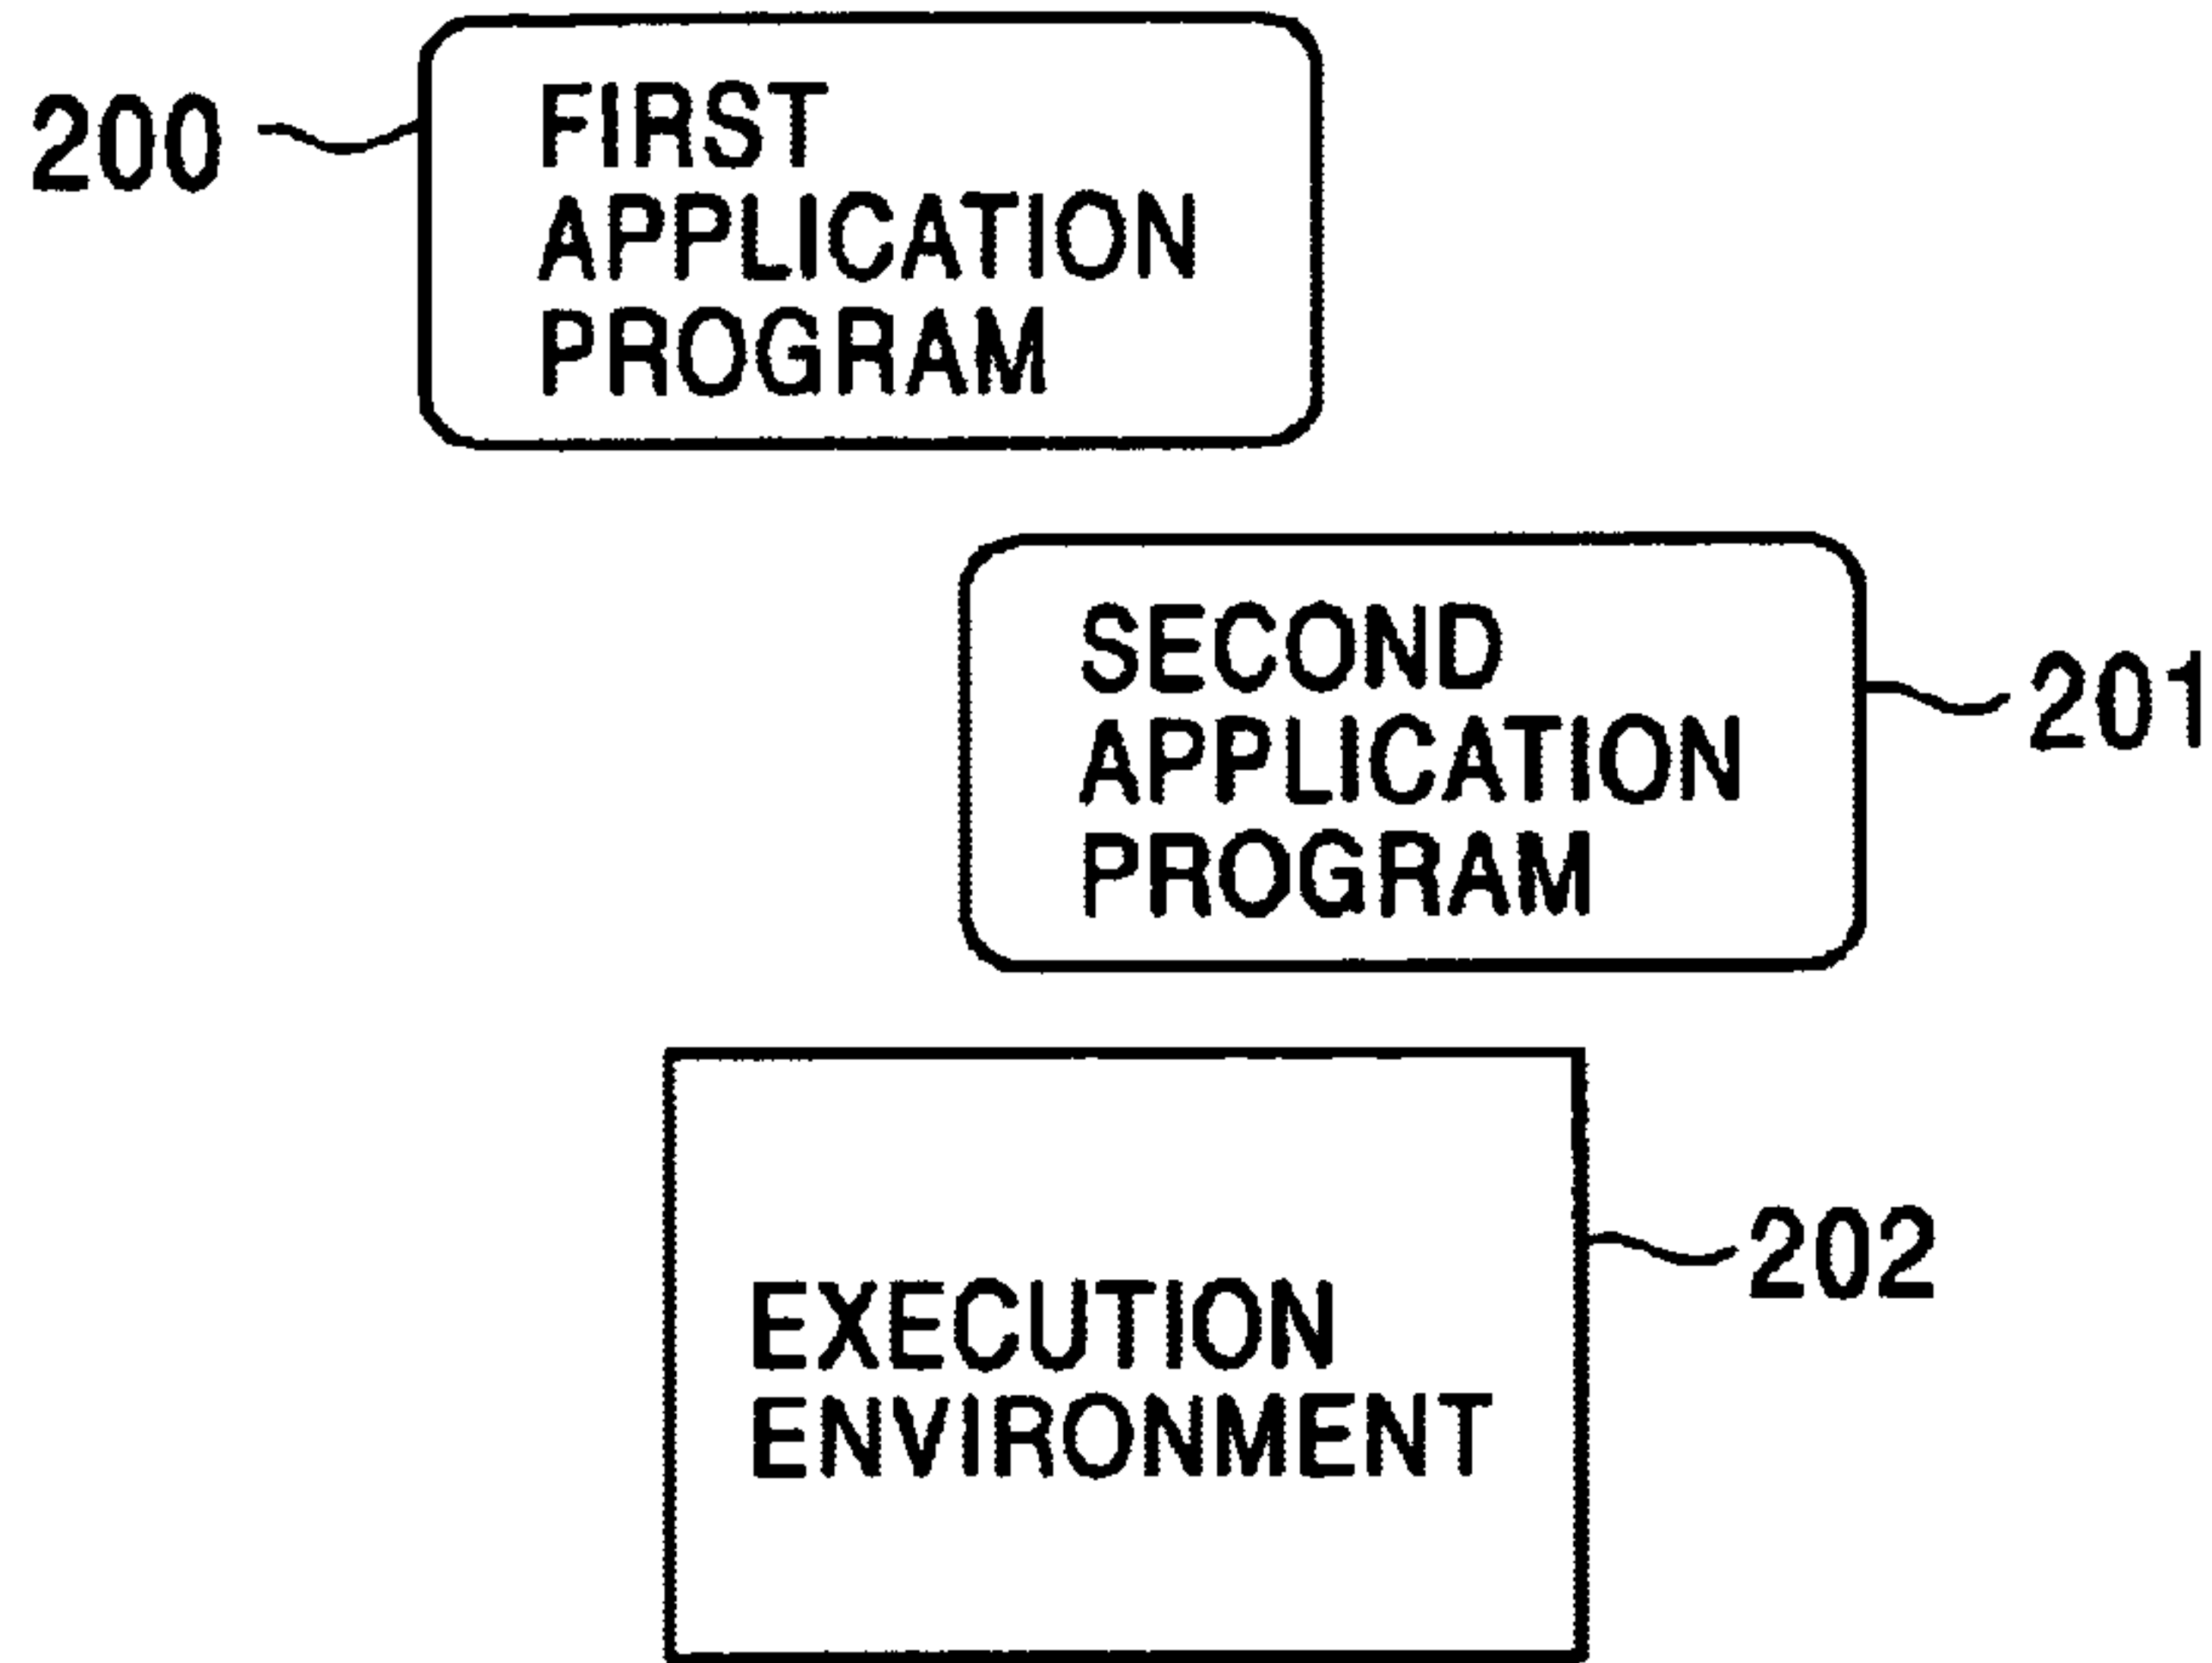 200
FIRST
APPLICATION
PROGRAM
SECOND
APPLICATION
PROGRAM
201
202
EXECUTION
ENVIRONMENT